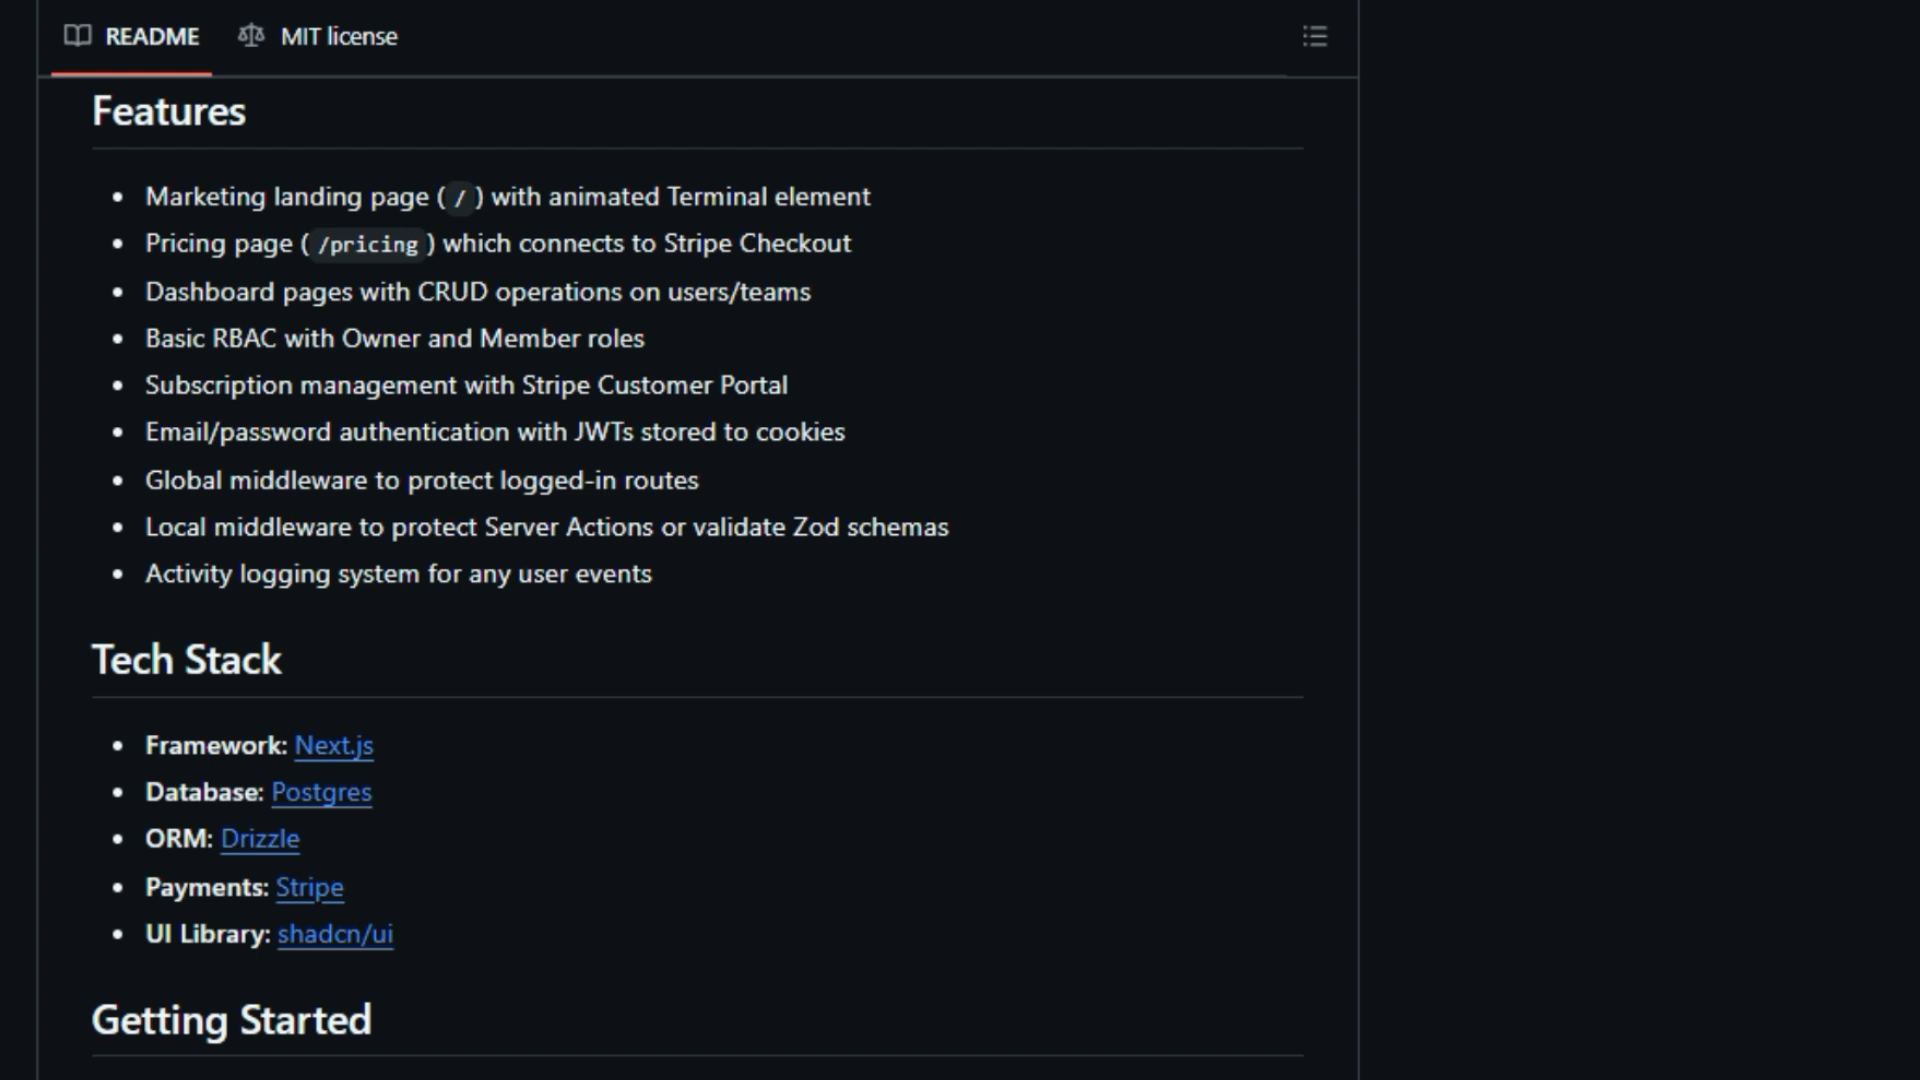 README MIT license
Features
• Marketing landing page ( / ) with animated Terminal element
• Pricing page ( /pricing ) which connects to Stripe Checkout
• Dashboard pages with CRUD operations on users/teams
• Basic RBAC with Owner and Member roles
• Subscription management with Stripe Customer Portal
• Email/password authentication with JWTs stored to cookies
• Global middleware to protect logged-in routes
• Local middleware to protect Server Actions or validate Zod schemas
• Activity logging system for any user events
Tech Stack
• Framework: Next.js
• Database: Postgres
• ORM: Drizzle
• Payments: Stripe
• UI Library: shadcn/ui
Getting Started